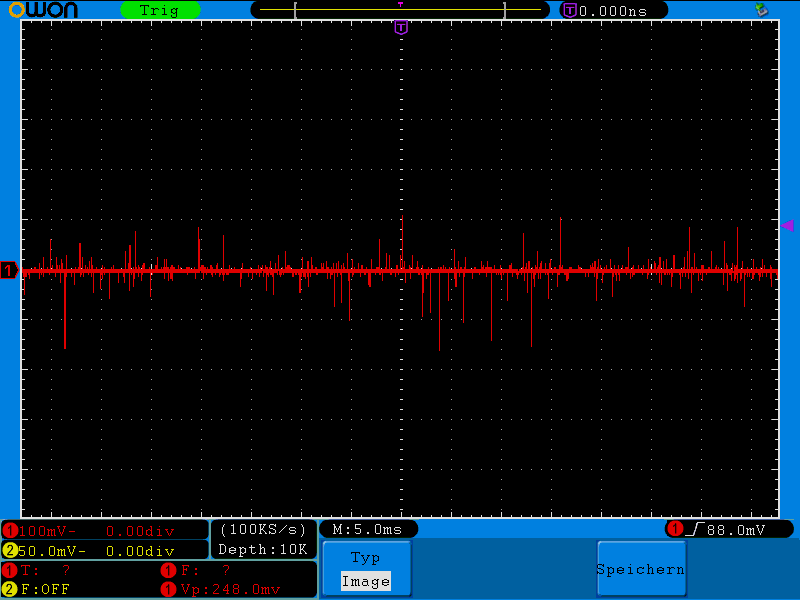 OWON Trig T T 0.000ns
T
1
1 100mV- 0.00div (100KS/s) M:5.0ms 1 88.0mV
2 50.0mV- 0.00div Depth:10K
1 T: ? 1 F: ? Typ Speichern
2 F:OFF 1 Vp:248.0mv Image